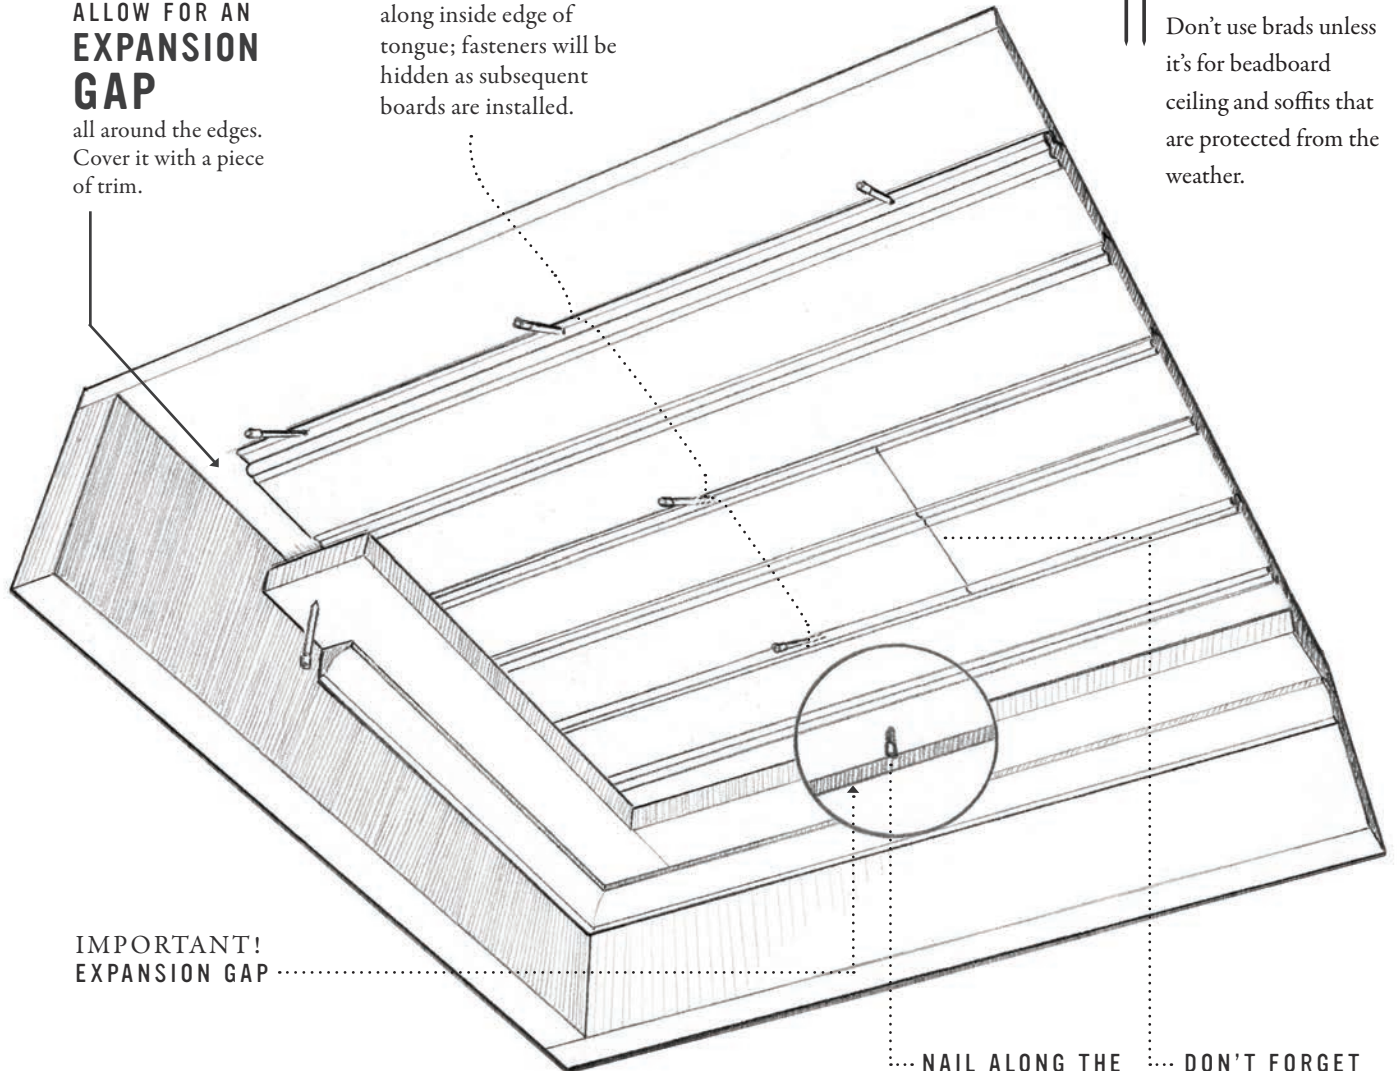 ALLOW FOR AN
EXPANSION
GAP
all around the edges.
Cover it with a piece
of trim.
along inside edge of
tongue; fasteners will be
hidden as subsequent
boards are installed.
Don’t use brads unless
it’s for beadboard
ceiling and soffits that
are protected from the
weather.
IMPORTANT!
EXPANSION GAP
NAIL ALONG THE
DON’T FORGET